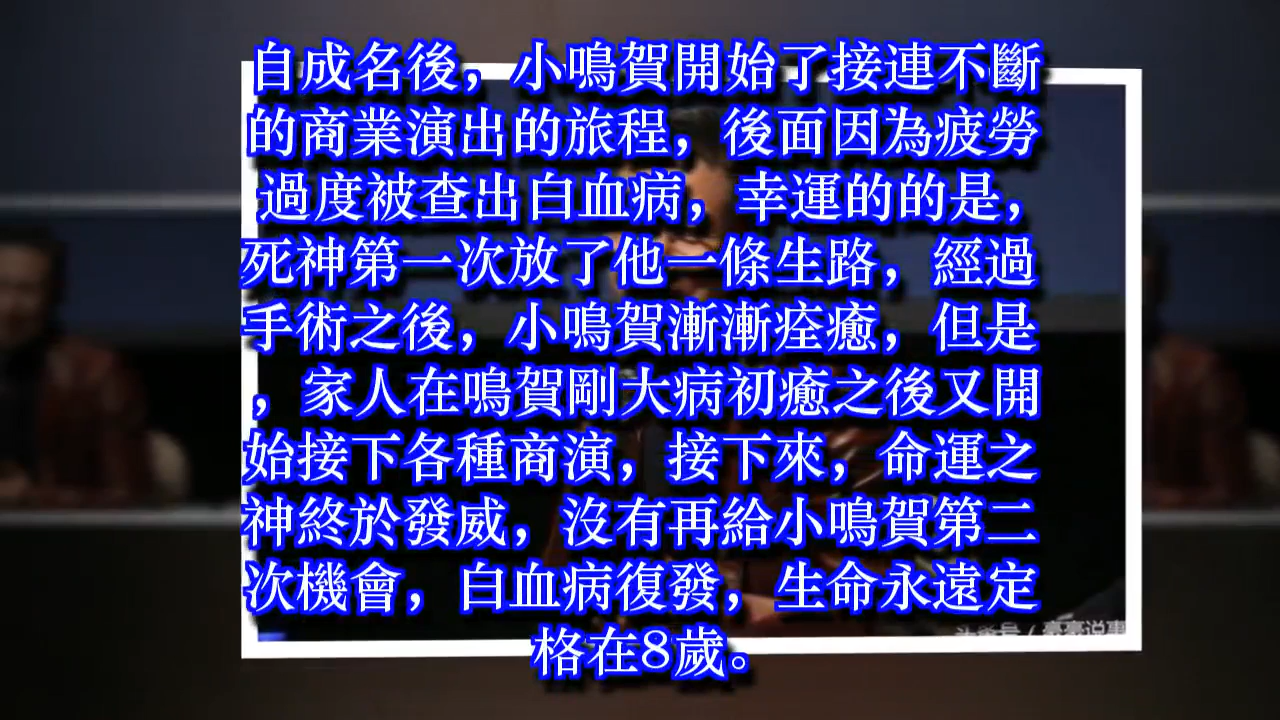 自成名後，小鳴賀開始了接連不斷
的商業演出的旅程，後面因為疲勞
過度被查出白血病，幸運的的是，
死神第一次放了他一條生路，經過
手術之後，小鳴賀漸漸痊癒，但是
，家人在鳴賀剛大病初癒之後又開
始接下各種商演，接下來，命運之
神終於發威，沒有再給小鳴賀第二
次機會，白血病復發，生命永遠定
格在8歲。